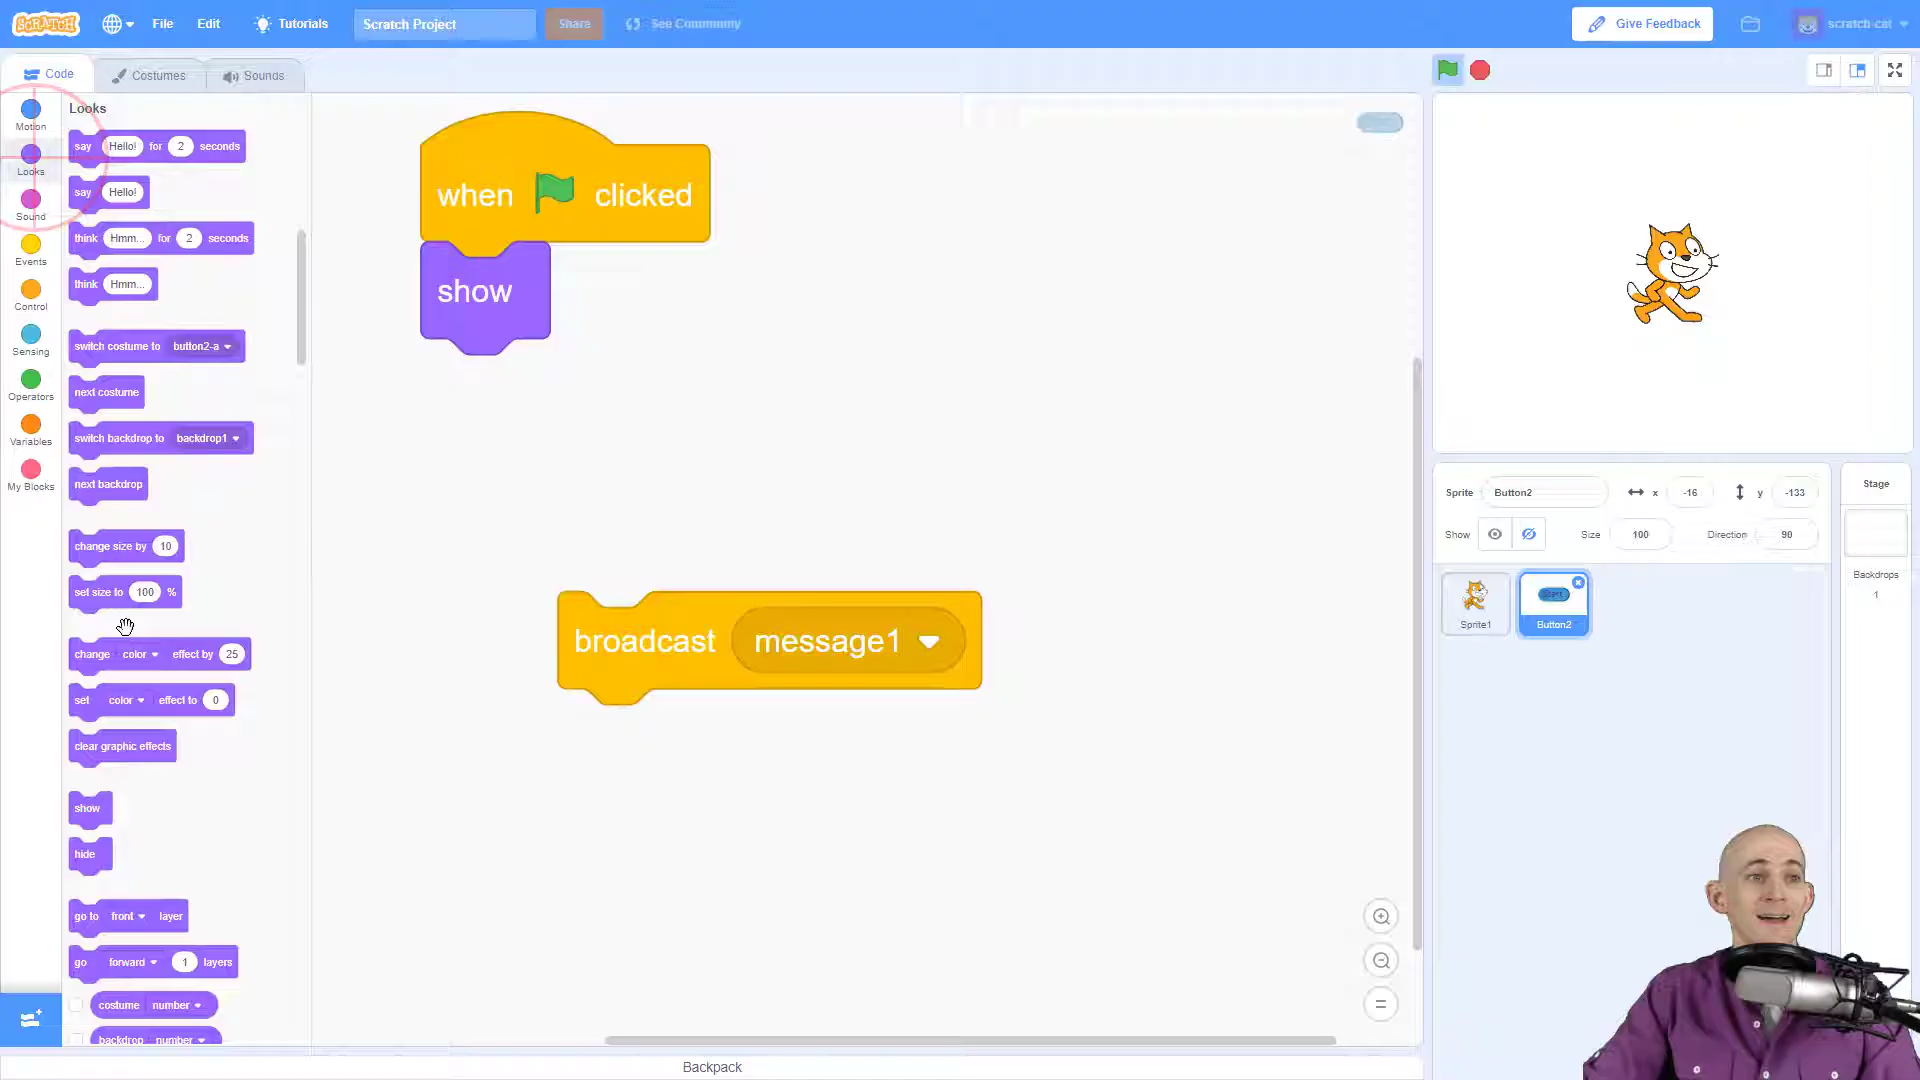 SCRATCH File Edit Tutorials Scratch Project Share See Community Give Feedback scratch-cat
Code Costumes Sounds
Motion
Looks
Sound
Events
Control
Sensing
Operators
Variables
My Blocks
Looks
say Hello! for 2 seconds
say Hello!
think Hmm... for 2 seconds
think Hmm...
switch costume to button2-a
next costume
switch backdrop to backdrop1
next backdrop
change size by 10
set size to 100 %
change color effect by 25
set color effect to 0
clear graphic effects
show
hide
go to front layer
go forward 1 layers
costume number
backdrop number
when clicked
show
broadcast message1
Sprite Button2 x -16 y -133
Show Size 100 Direction 90
Sprite1
Start
Button2
Stage
Backdrops
1
Backpack